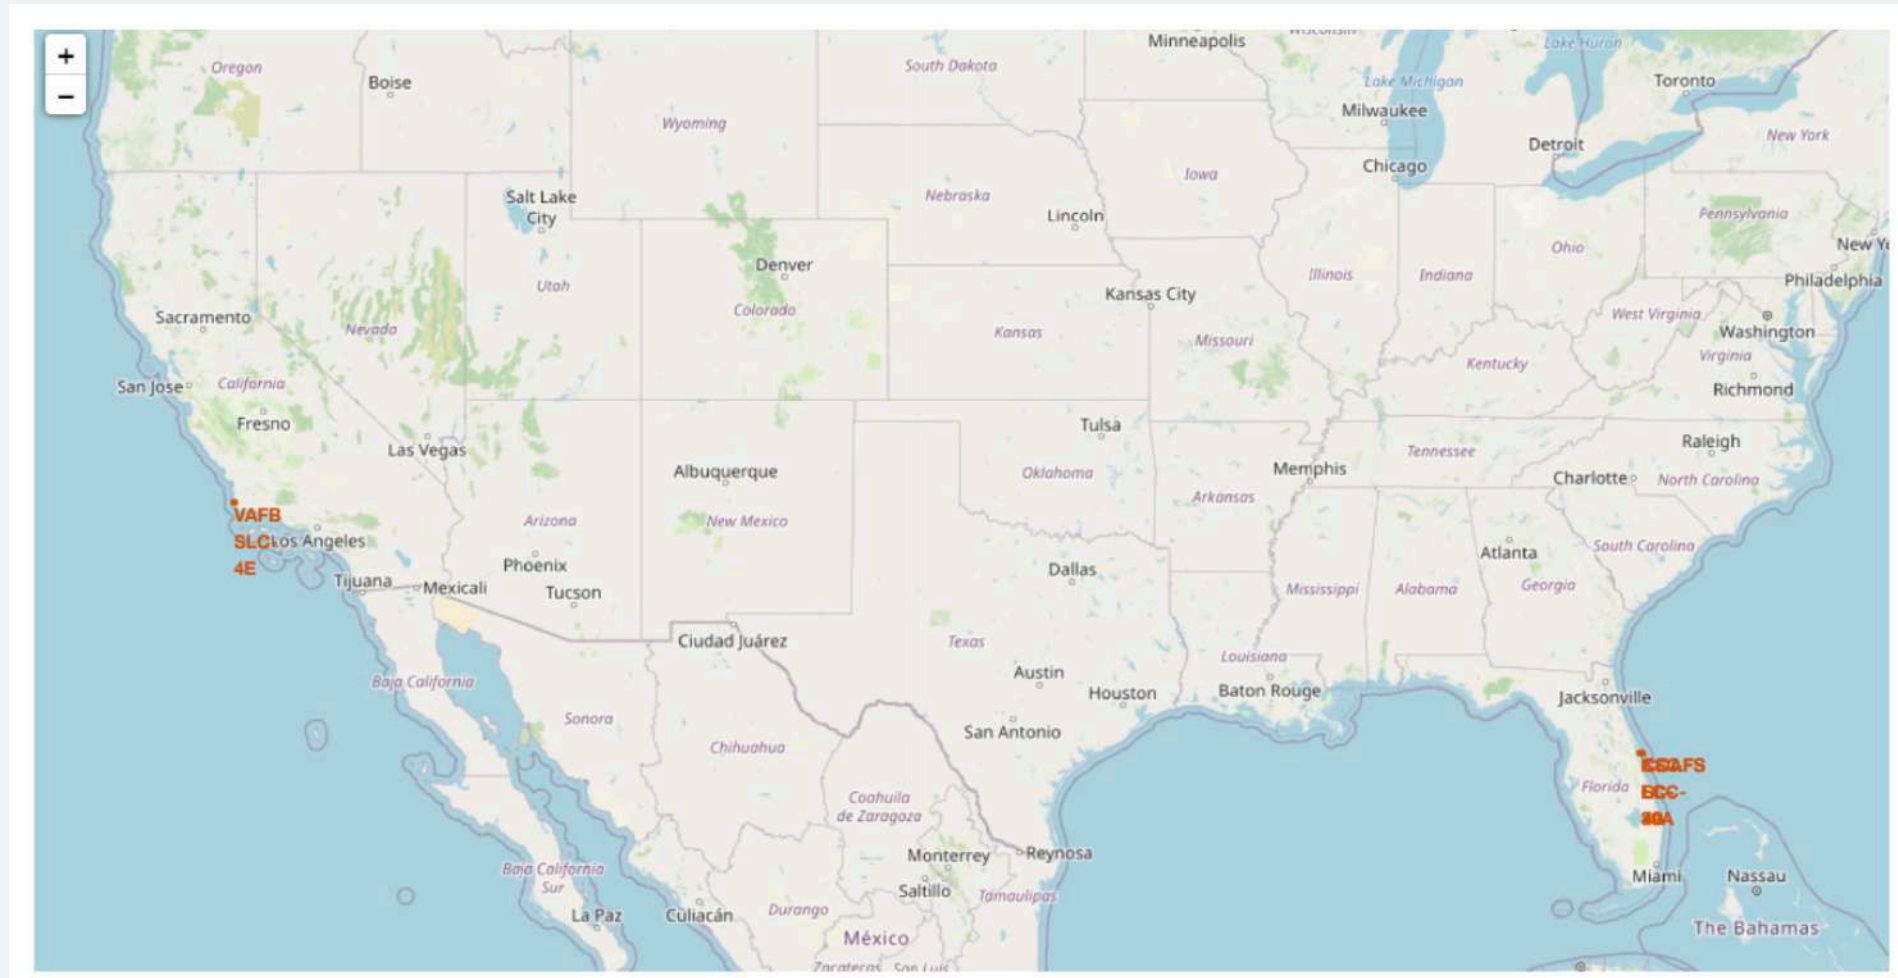 +
−
Minneapolis
Wisconsin
Lake Huron
Oregon
South Dakota
Boise
Lake Michigan
Toronto
Milwaukee
Wyoming
New York
Detroit
Chicago
Iowa
Salt Lake
City
Nebraska
Lincoln
Pennsylvania
New Yo
Ohio
Denver
Illinois
Indiana
Utah
Philadelphia
Kansas City
Colorado
Sacramento
West Virginia
Nevada
Kansas
Missouri
Washington
Virginia
Kentucky
San Jose
California
Richmond
Fresno
Tulsa
Raleigh
Las Vegas
Tennessee
Albuquerque
Oklahoma
Memphis
Charlotte
North Carolina
Arkansas
VAFB
Arizona
New Mexico
SLC-
Los Angeles
South Carolina
Atlanta
4E
Phoenix
Dallas
Tijuana
Mexicali
Tucson
Mississippi
Alabama
Georgia
Ciudad Juárez
Texas
Louisiana
Baja California
Austin
Houston
Baton Rouge
Jacksonville
Sonora
San Antonio
Chihuahua
Florida
Coahuila
de Zaragoza
Monterrey
Reynosa
Baja California
Sur
Saltillo
Tamaulipas
Miami
Nassau
La Paz
Culiacán
Durango
México
The Bahamas
Zacatecas
San Luis